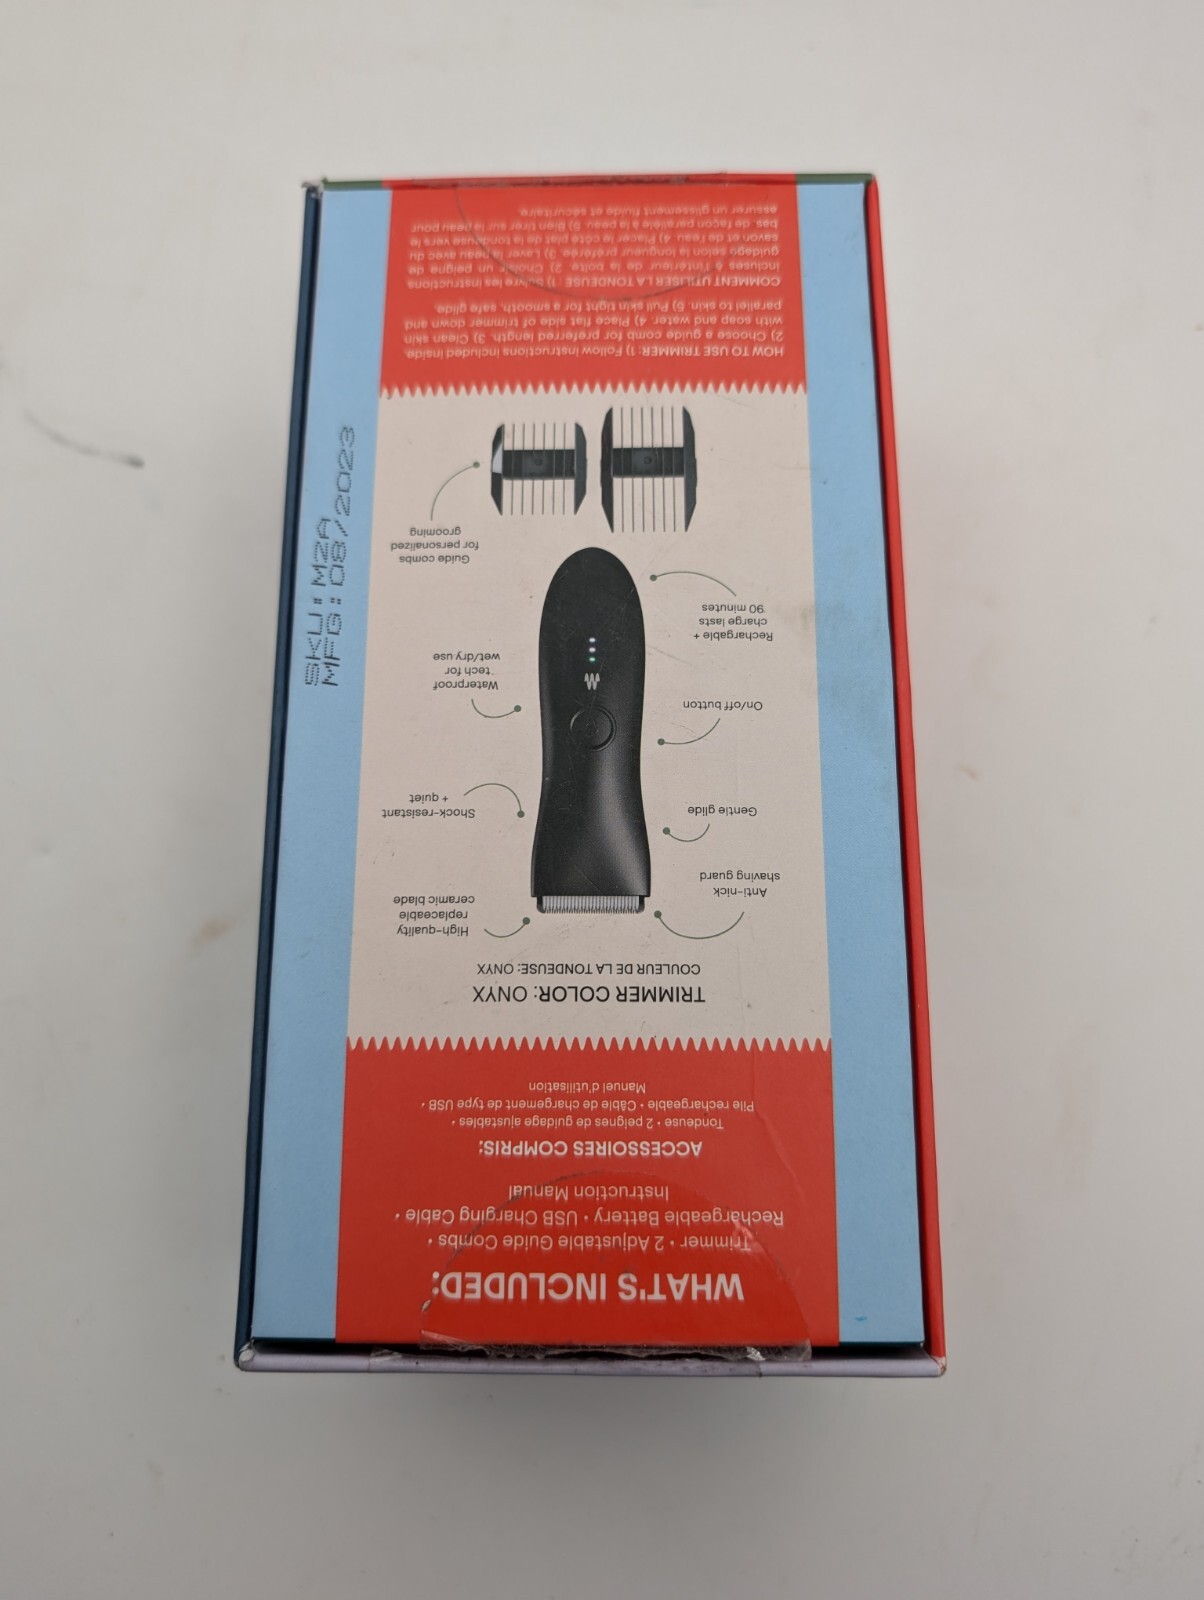 WHAT'S INCLUDED:
Trimmer • 2 Adjustable Guide Combs •
Rechargeable Battery • USB Charging Cable •
Instruction Manual
ACCESSOIRES COMPRIS:
Tondeuse • 2 peignes de guidage ajustables •
Pile rechargeable • Câble de chargement de type USB •
Manuel d'utilisation
TRIMMER COLOR: ONYX
COULEUR DE LA TONDEUSE: ONYX
Anti-nick
shaving guard
High-quality
replaceable
ceramic blade
Gentle glide
Shock-resistant
+ quiet
On/off button
Waterproof
tech for
wet/dry use
Rechargeable +
charge lasts
90 minutes
Guide combs
for personalized
grooming
HOW TO USE TRIMMER: 1) Follow instructions included inside.
2) Choose a guide comb for preferred length. 3) Clean skin
with soap and water. 4) Place flat side of trimmer down and
parallel to skin. 5) Pull skin tight for a smooth, safe glide.
COMMENT UTILISER LA TONDEUSE : 1) Suivre les instructions
incluses à l'intérieur de la boîte. 2) Choisir un peigne de
guidage selon la longueur préférée. 3) Laver la peau avec du
savon et de l'eau. 4) Placer le côté plat de la tondeuse vers le
bas, de façon parallèle à la peau. 5) Bien tirer sur la peau pour
assurer un glissement fluide et sécuritaire.
SKU: M2A
MFG: 08/2023